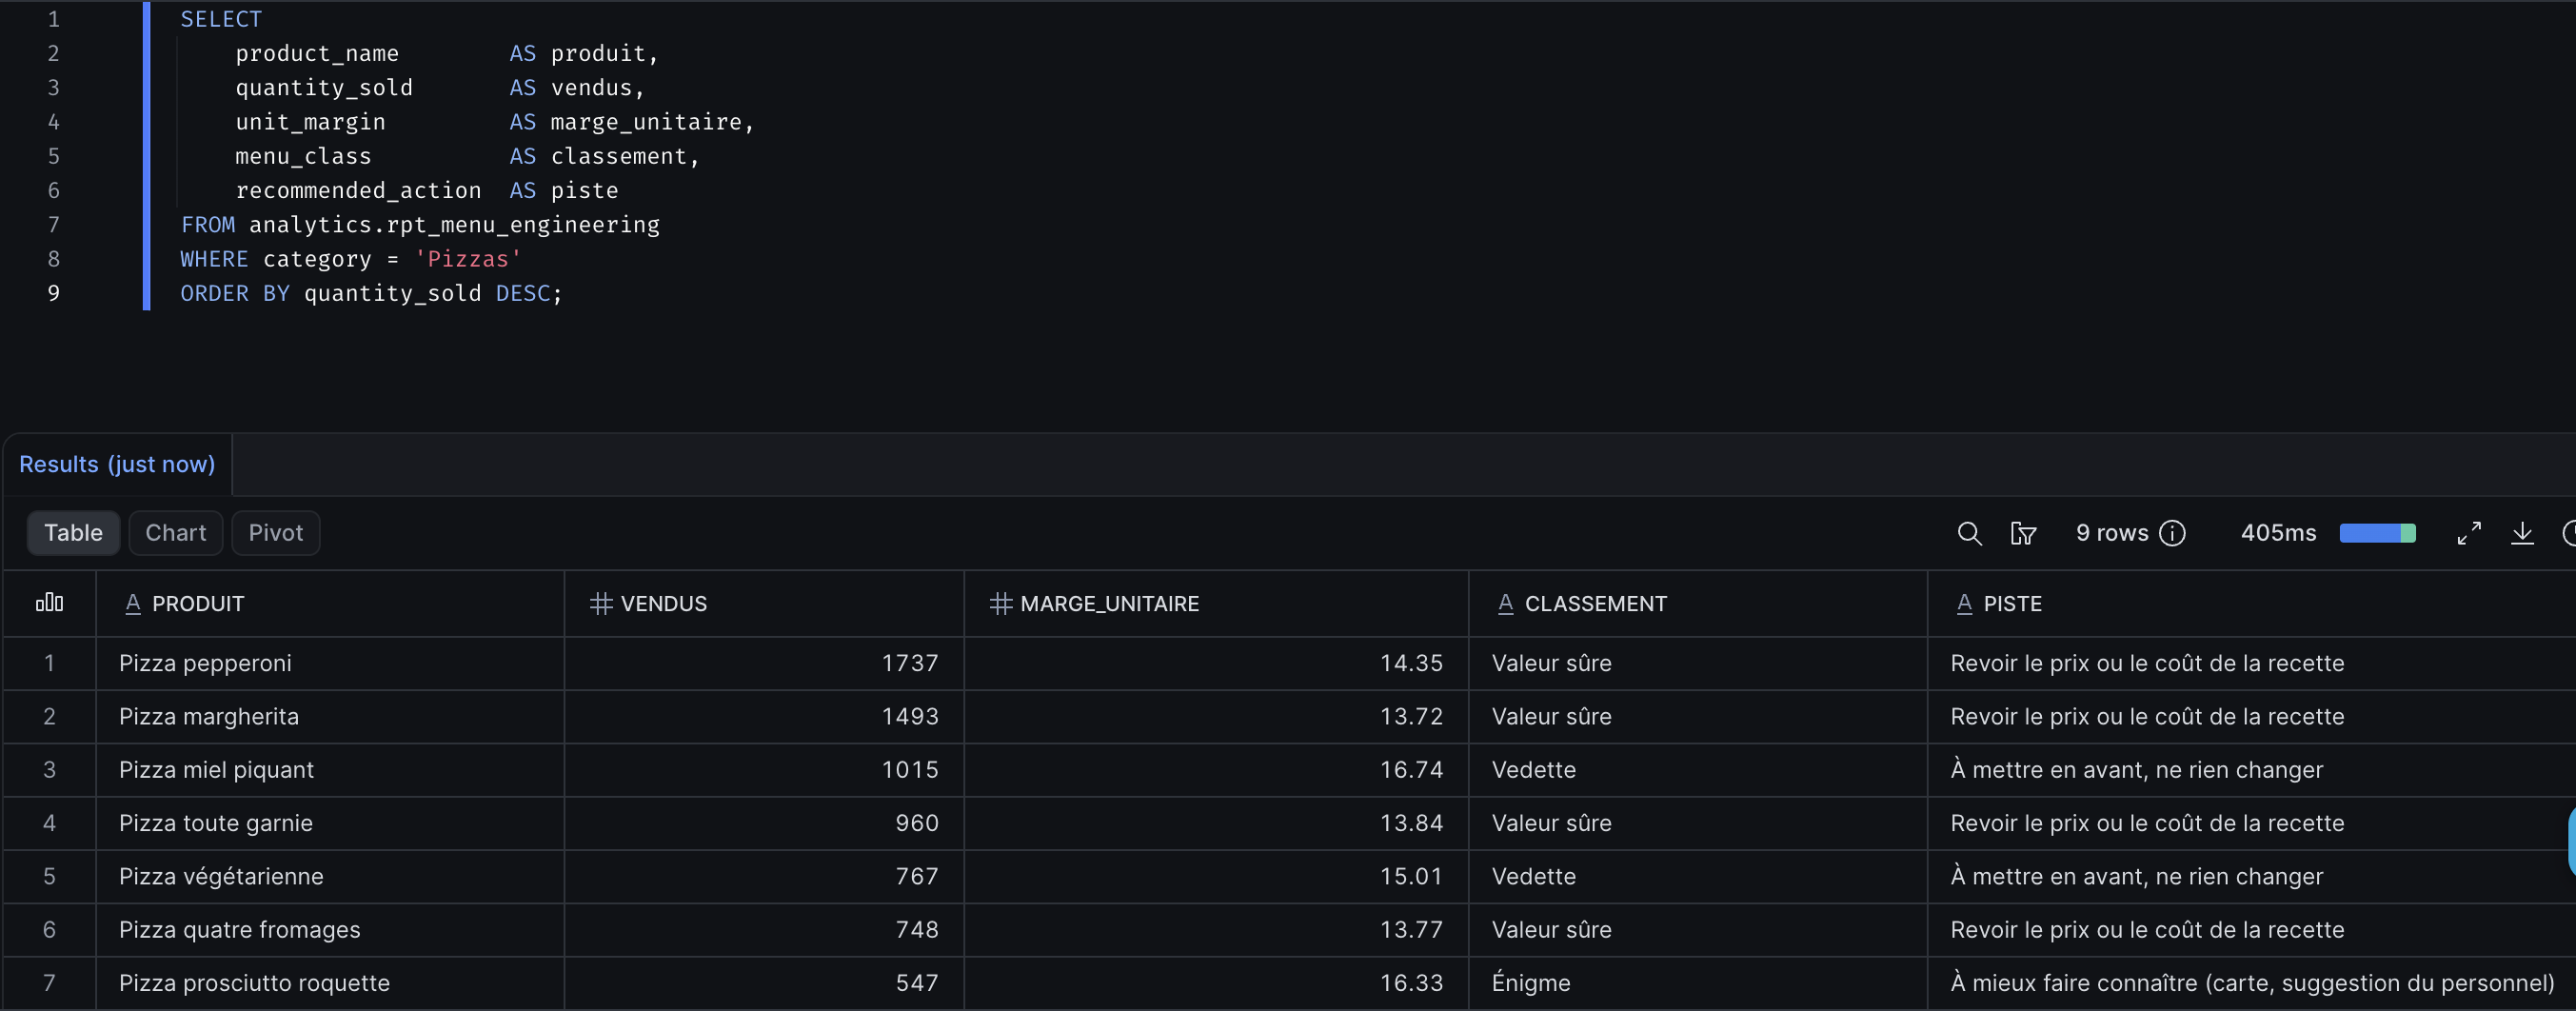 1 SELECT
2 product_name AS produit,
3 quantity_sold AS vendus,
4 unit_margin AS marge_unitaire,
5 menu_class AS classement,
6 recommended_action AS piste
7 FROM analytics.rpt_menu_engineering
8 WHERE category = 'Pizzas'
9 ORDER BY quantity_sold DESC;
Results (just now)
Table Chart Pivot 9 rows 405ms
A PRODUIT # VENDUS # MARGE_UNITAIRE A CLASSEMENT A PISTE
1 Pizza pepperoni 1737 14.35 Valeur sûre Revoir le prix ou le coût de la recette
2 Pizza margherita 1493 13.72 Valeur sûre Revoir le prix ou le coût de la recette
3 Pizza miel piquant 1015 16.74 Vedette À mettre en avant, ne rien changer
4 Pizza toute garnie 960 13.84 Valeur sûre Revoir le prix ou le coût de la recette
5 Pizza végétarienne 767 15.01 Vedette À mettre en avant, ne rien changer
6 Pizza quatre fromages 748 13.77 Valeur sûre Revoir le prix ou le coût de la recette
7 Pizza prosciutto roquette 547 16.33 Énigme À mieux faire connaître (carte, suggestion du personnel)